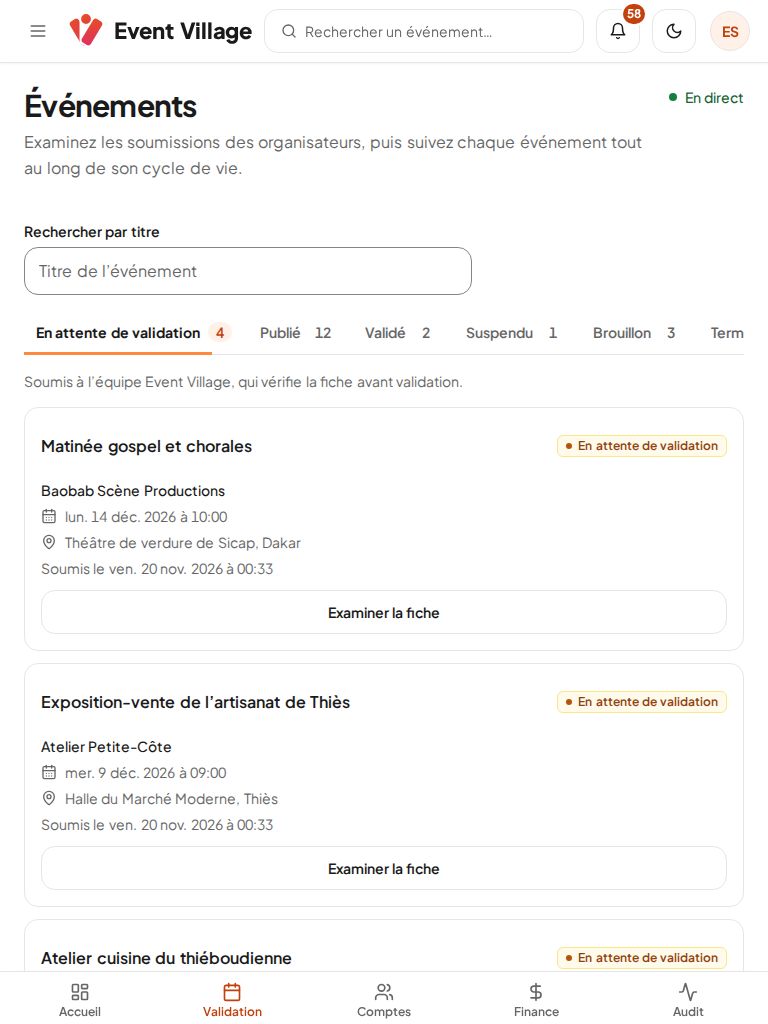 Event Village
Rechercher un événement…
58
ES
Événements
En direct
Examinez les soumissions des organisateurs, puis suivez chaque événement tout
au long de son cycle de vie.
Rechercher par titre
Titre de l’événement
En attente de validation 4 Publié 12 Validé 2 Suspendu 1 Brouillon 3 Term
Soumis à l’équipe Event Village, qui vérifie la fiche avant validation.
Matinée gospel et chorales
En attente de validation
Baobab Scène Productions
lun. 14 déc. 2026 à 10:00
Théâtre de verdure de Sicap, Dakar
Soumis le ven. 20 nov. 2026 à 00:33
Examiner la fiche
Exposition-vente de l’artisanat de Thiès
En attente de validation
Atelier Petite-Côte
mer. 9 déc. 2026 à 09:00
Halle du Marché Moderne, Thiès
Soumis le ven. 20 nov. 2026 à 00:33
Examiner la fiche
Atelier cuisine du thiéboudienne
En attente de validation
Accueil Validation Comptes Finance Audit